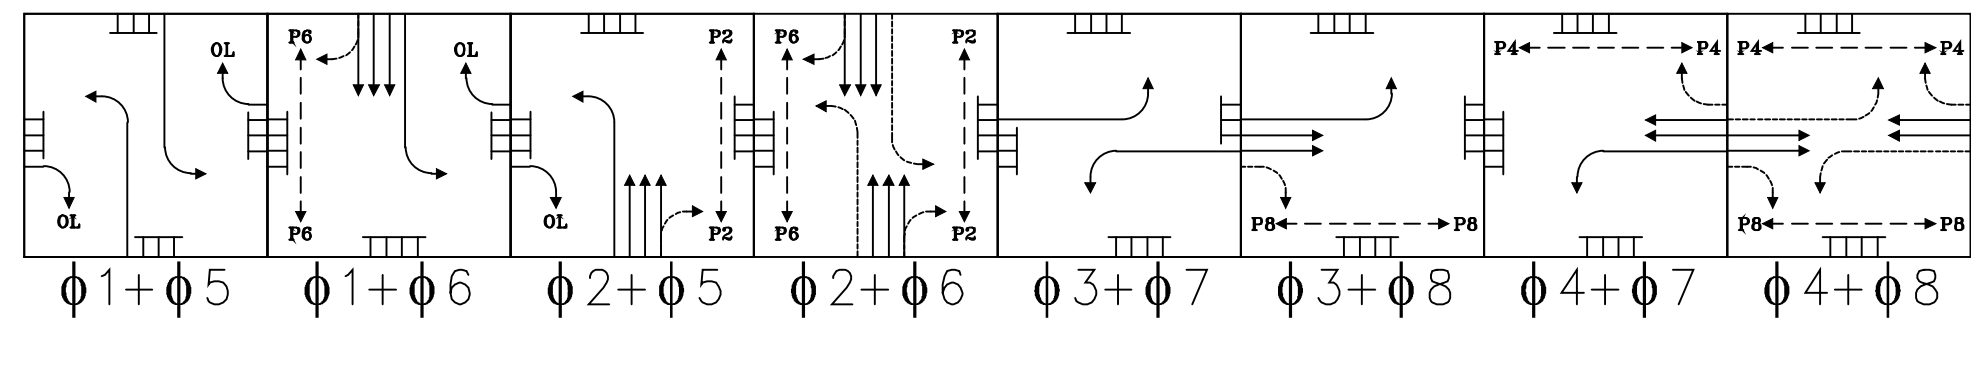 P6 P2 P6 P2 P4 P4 P4 P4
OL OL
OL OL P6 P6 P2 P6 P2 P8 P8 P8 P8
ϕ1+ϕ5 ϕ1+ϕ6 ϕ2+ϕ5 ϕ2+ϕ6 ϕ3+ϕ7 ϕ3+ϕ8 ϕ4+ϕ7 ϕ4+ϕ8